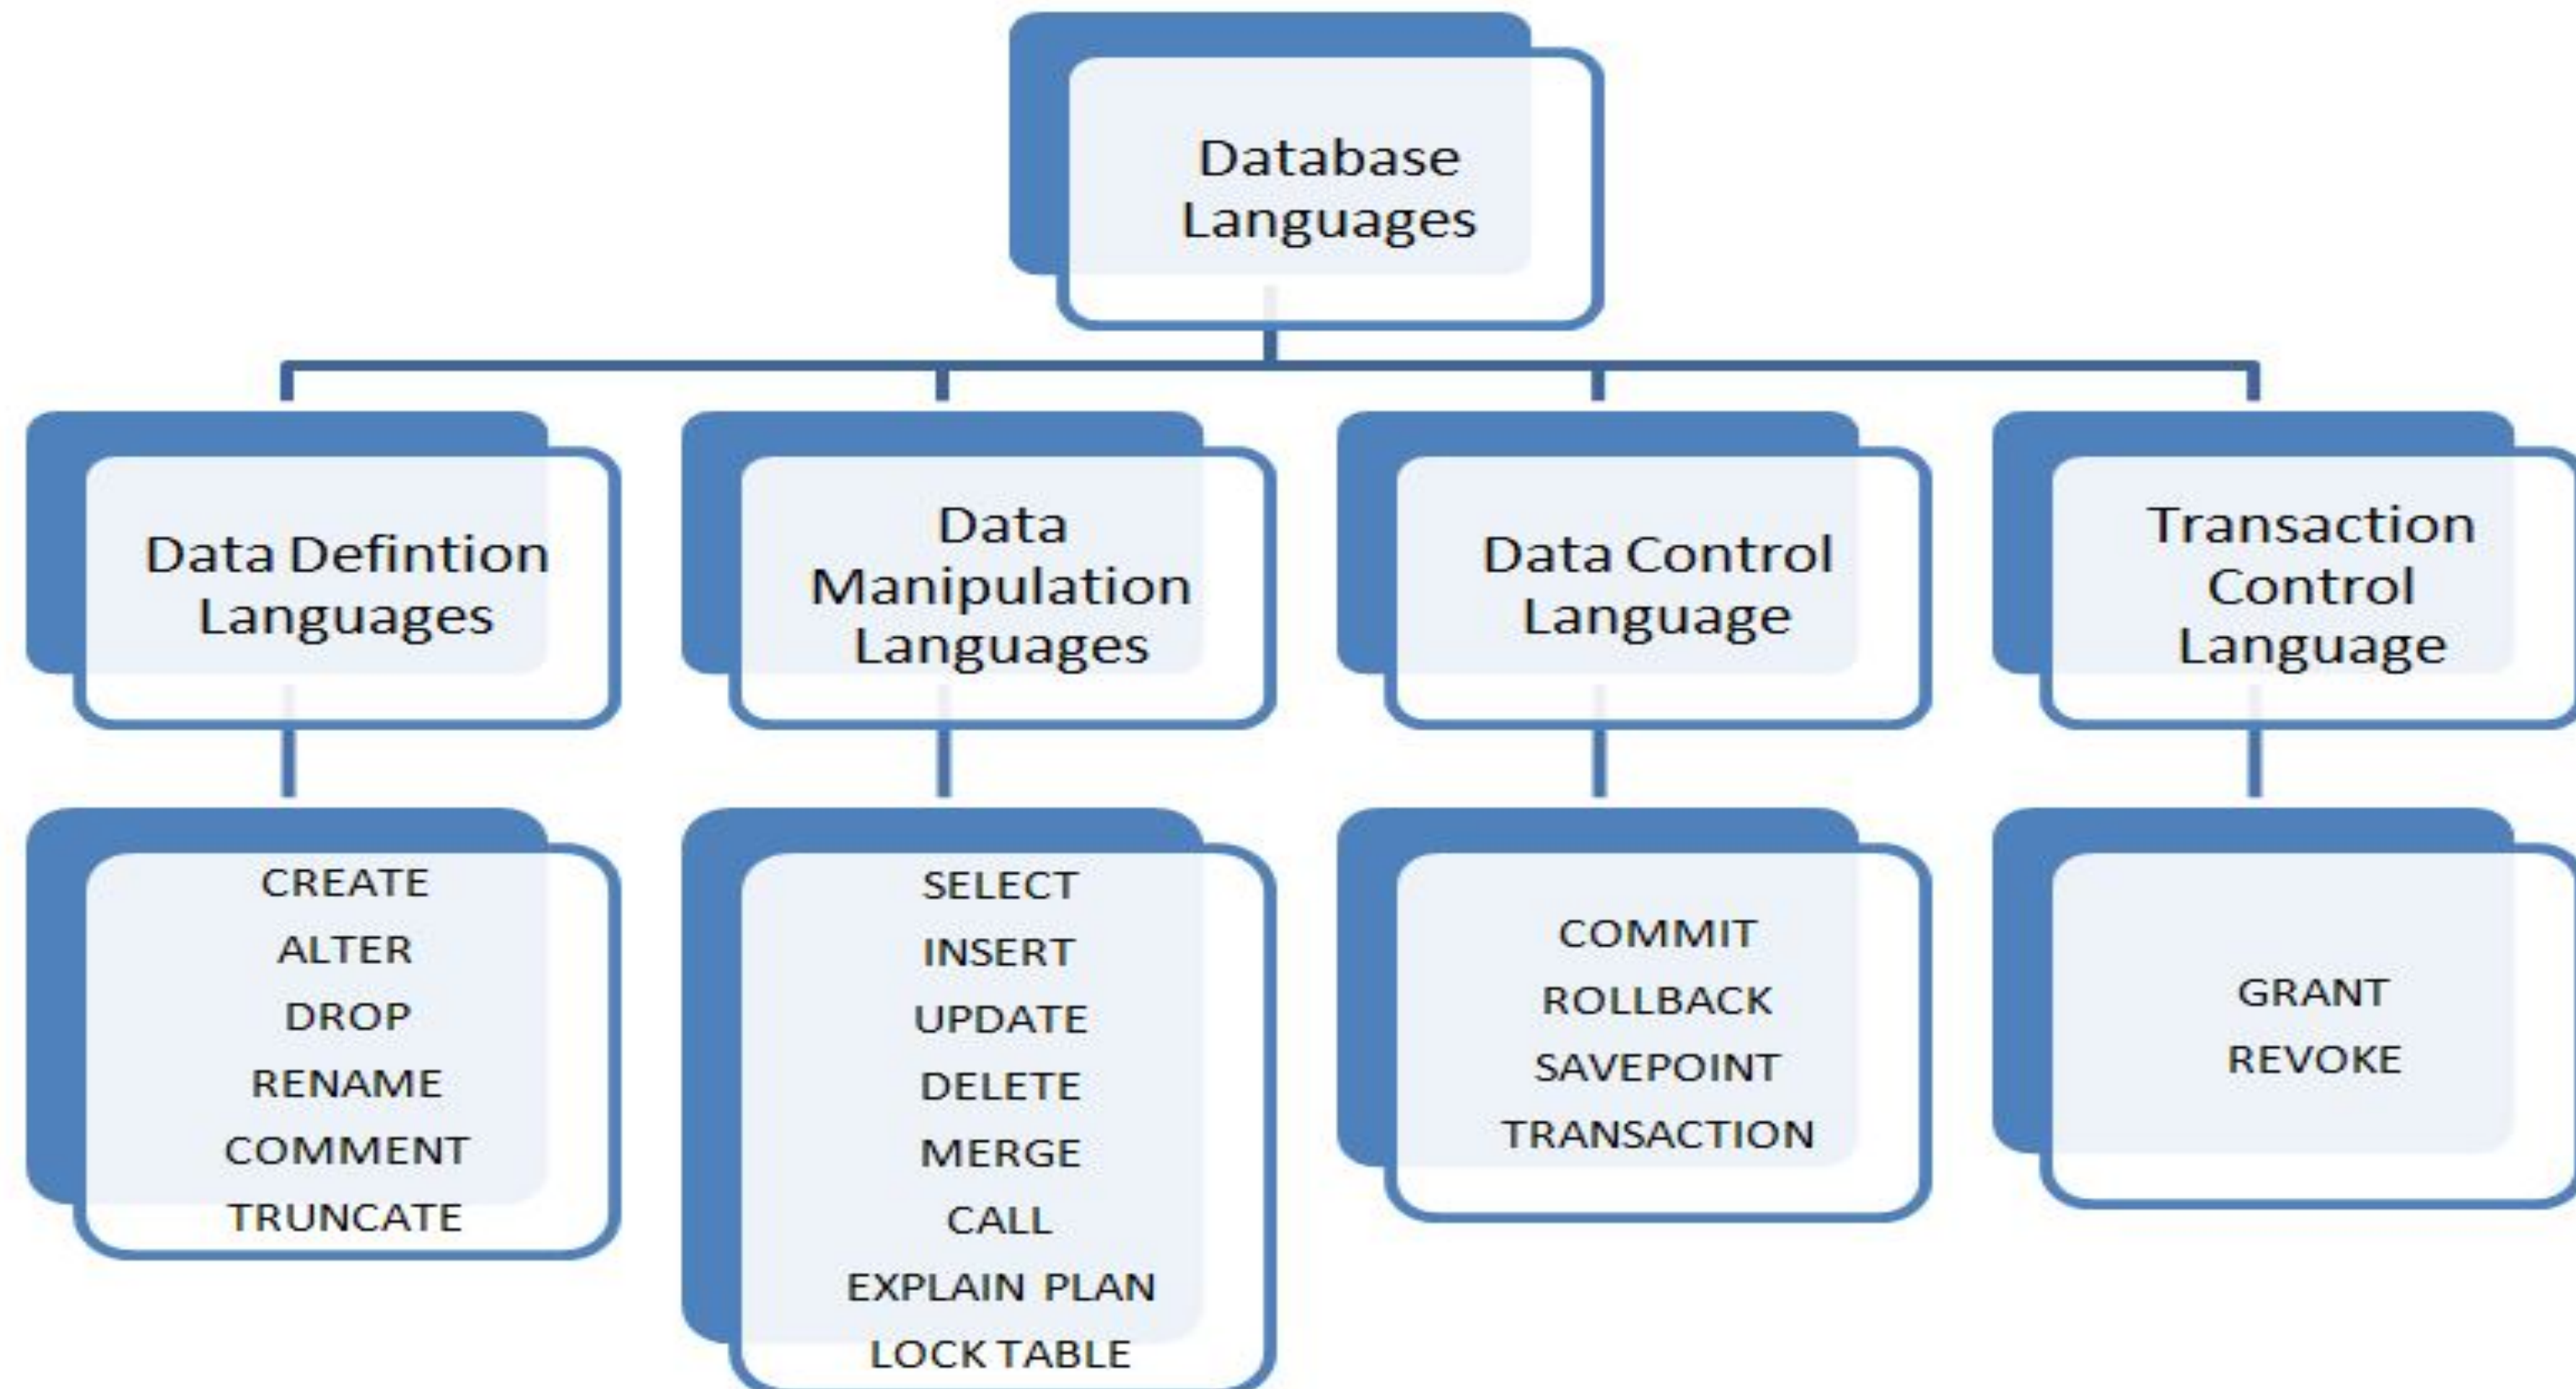 Database
Languages
Data Defintion
Languages
Data
Manipulation
Languages
Data Control
Language
Transaction
Control
Language
CREATE
ALTER
DROP
RENAME
COMMENT
TRUNCATE
SELECT
INSERT
UPDATE
DELETE
MERGE
CALL
EXPLAIN PLAN
LOCK TABLE
COMMIT
ROLLBACK
SAVEPOINT
TRANSACTION
GRANT
REVOKE